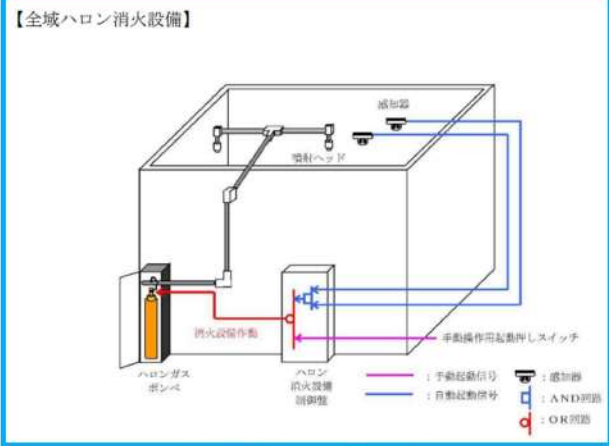 【全域ハロン消火設備】
感知器
噴射ヘッド
消火設備作動
手動操作用起動押しスイッチ
ハロンガス
ボンベ
ハロン
消火設備
制御盤
：手動起動信号
：自動起動信号
：感知器
：AND回路
：OR回路